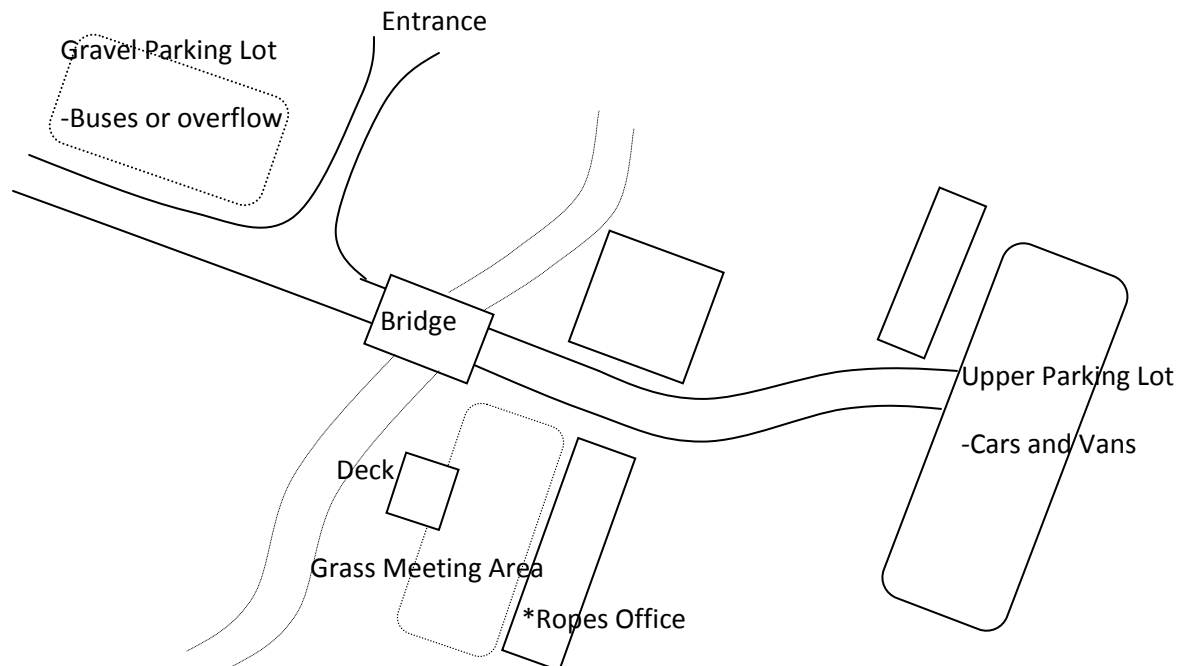 Entrance
Gravel Parking Lot
-Buses or overflow
Bridge
Upper Parking Lot
-Cars and Vans
Deck
Grass Meeting Area
*Ropes Office